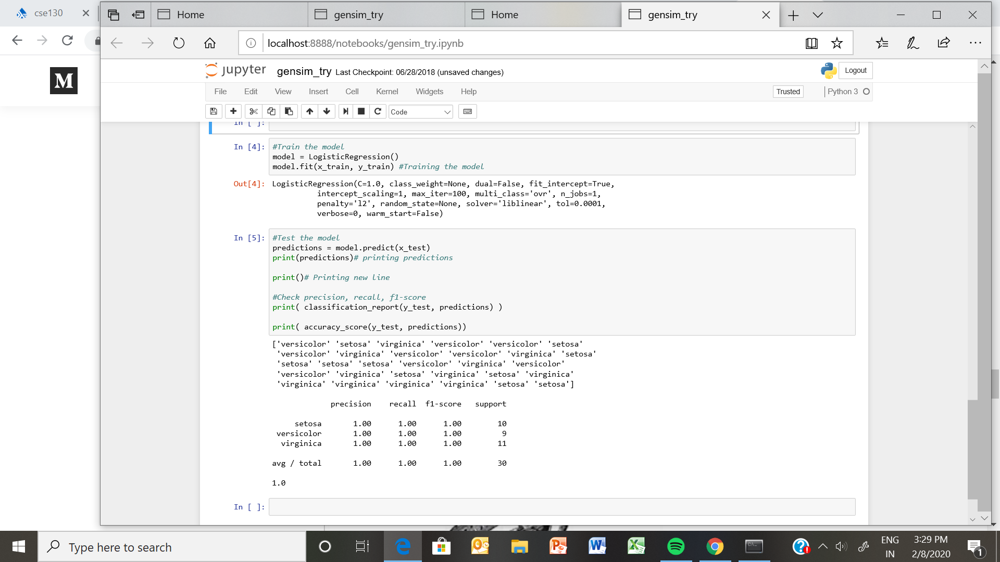 cse130
Home
gensim_try
Home
gensim_try
localhost:8888/notebooks/gensim_try.ipynb
M
jupyter
gensim_try Last Checkpoint: 06/28/2018 (unsaved changes)
Logout
File Edit View Insert Cell Kernel Widgets Help
Trusted
Python 3
Code
In [ ]:
In [4]: #Train the model
model = LogisticRegression()
model.fit(x_train, y_train) #Training the model
Out[4]: LogisticRegression(C=1.0, class_weight=None, dual=False, fit_intercept=True,
intercept_scaling=1, max_iter=100, multi_class='ovr', n_jobs=1,
penalty='l2', random_state=None, solver='liblinear', tol=0.0001,
verbose=0, warm_start=False)
In [5]: #Test the model
predictions = model.predict(x_test)
print(predictions)# printing predictions
print()# Printing new line
#Check precision, recall, f1-score
print( classification_report(y_test, predictions) )
print( accuracy_score(y_test, predictions))
['versicolor' 'setosa' 'virginica' 'versicolor' 'versicolor' 'setosa'
'versicolor' 'virginica' 'versicolor' 'versicolor' 'virginica' 'setosa'
'setosa' 'setosa' 'setosa' 'versicolor' 'virginica' 'versicolor'
'versicolor' 'virginica' 'setosa' 'virginica' 'setosa' 'virginica'
'virginica' 'virginica' 'virginica' 'virginica' 'setosa' 'setosa']
precision recall f1-score support
setosa 1.00 1.00 1.00 10
versicolor 1.00 1.00 1.00 9
virginica 1.00 1.00 1.00 11
avg / total 1.00 1.00 1.00 30
1.0
In [ ]:
Type here to search
ENG
IN
3:29 PM
2/8/2020
1